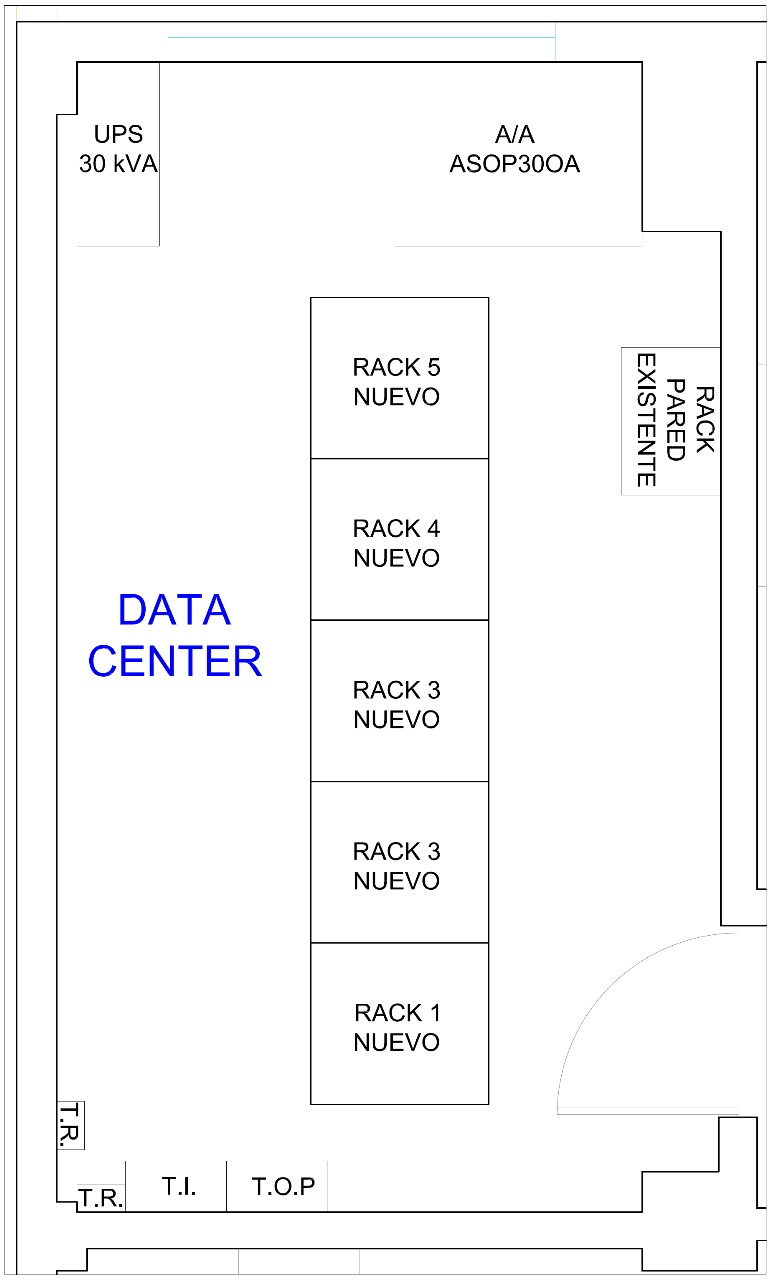 UPS
30 kVA
A/A
ASOP30OA
RACK 5
NUEVO
RACK
PARED
EXISTENTE
RACK 4
NUEVO
DATA
CENTER
RACK 3
NUEVO
RACK 3
NUEVO
RACK 1
NUEVO
T.R.
T.R.
T.I.
T.O.P